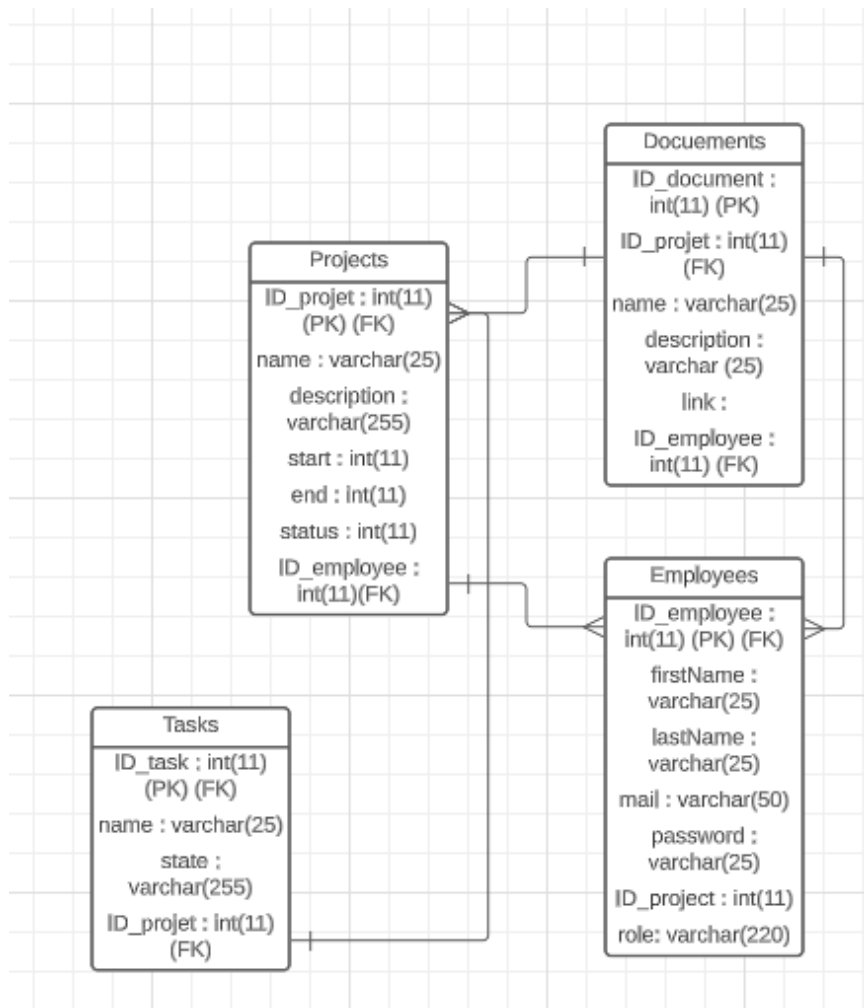 Docuements
ID_document :
int(11) (PK)
ID_projet : int(11)
(FK)
name : varchar(25)
description :
varchar (25)
link :
ID_employee :
int(11) (FK)
Projects
ID_projet : int(11)
(PK) (FK)
name : varchar(25)
description :
varchar(255)
start : int(11)
end : int(11)
status : int(11)
ID_employee :
int(11)(FK)
Employees
ID_employee :
int(11) (PK) (FK)
firstName :
varchar(25)
lastName :
varchar(25)
mail : varchar(50)
password :
varchar(25)
ID_project : int(11)
role: varchar(220)
Tasks
ID_task : int(11)
(PK) (FK)
name : varchar(25)
state :
varchar(255)
ID_projet : int(11)
(FK)